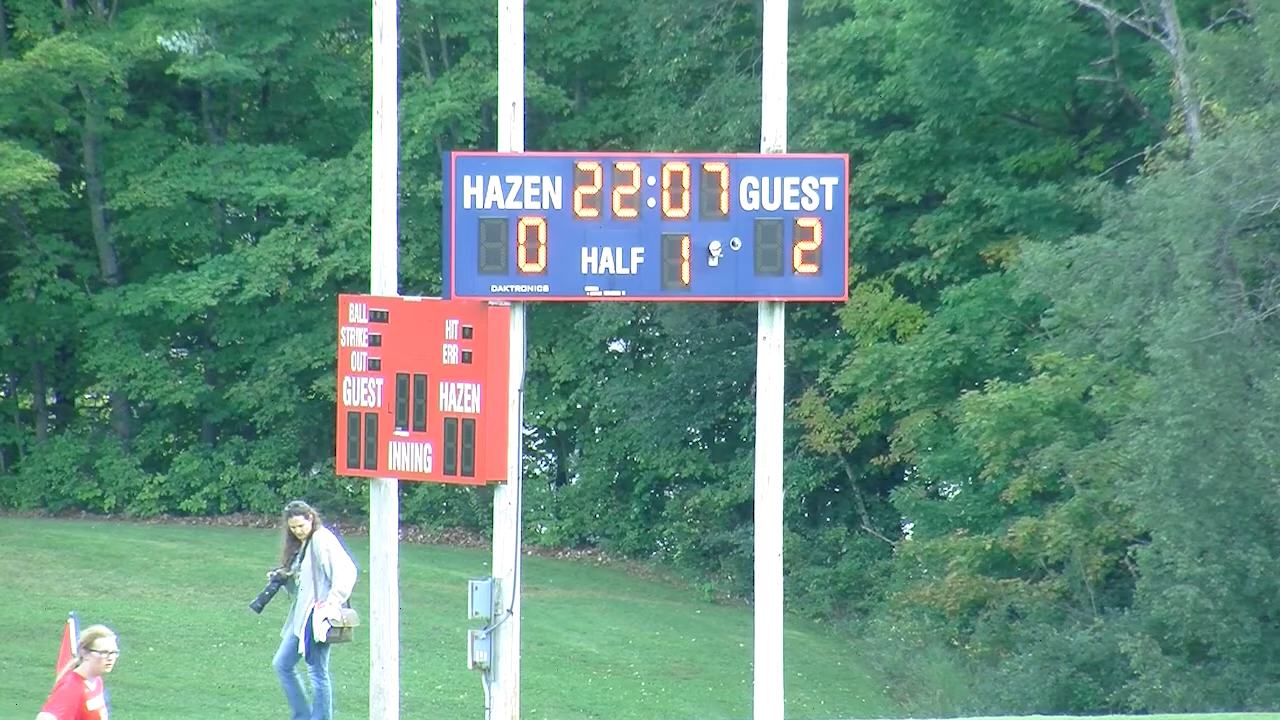 HAZEN 22:07 GUEST
0 HALF 1 2
DAKTRONICS
BALL HIT
STRIKE ERR
OUT
GUEST HAZEN
INNING